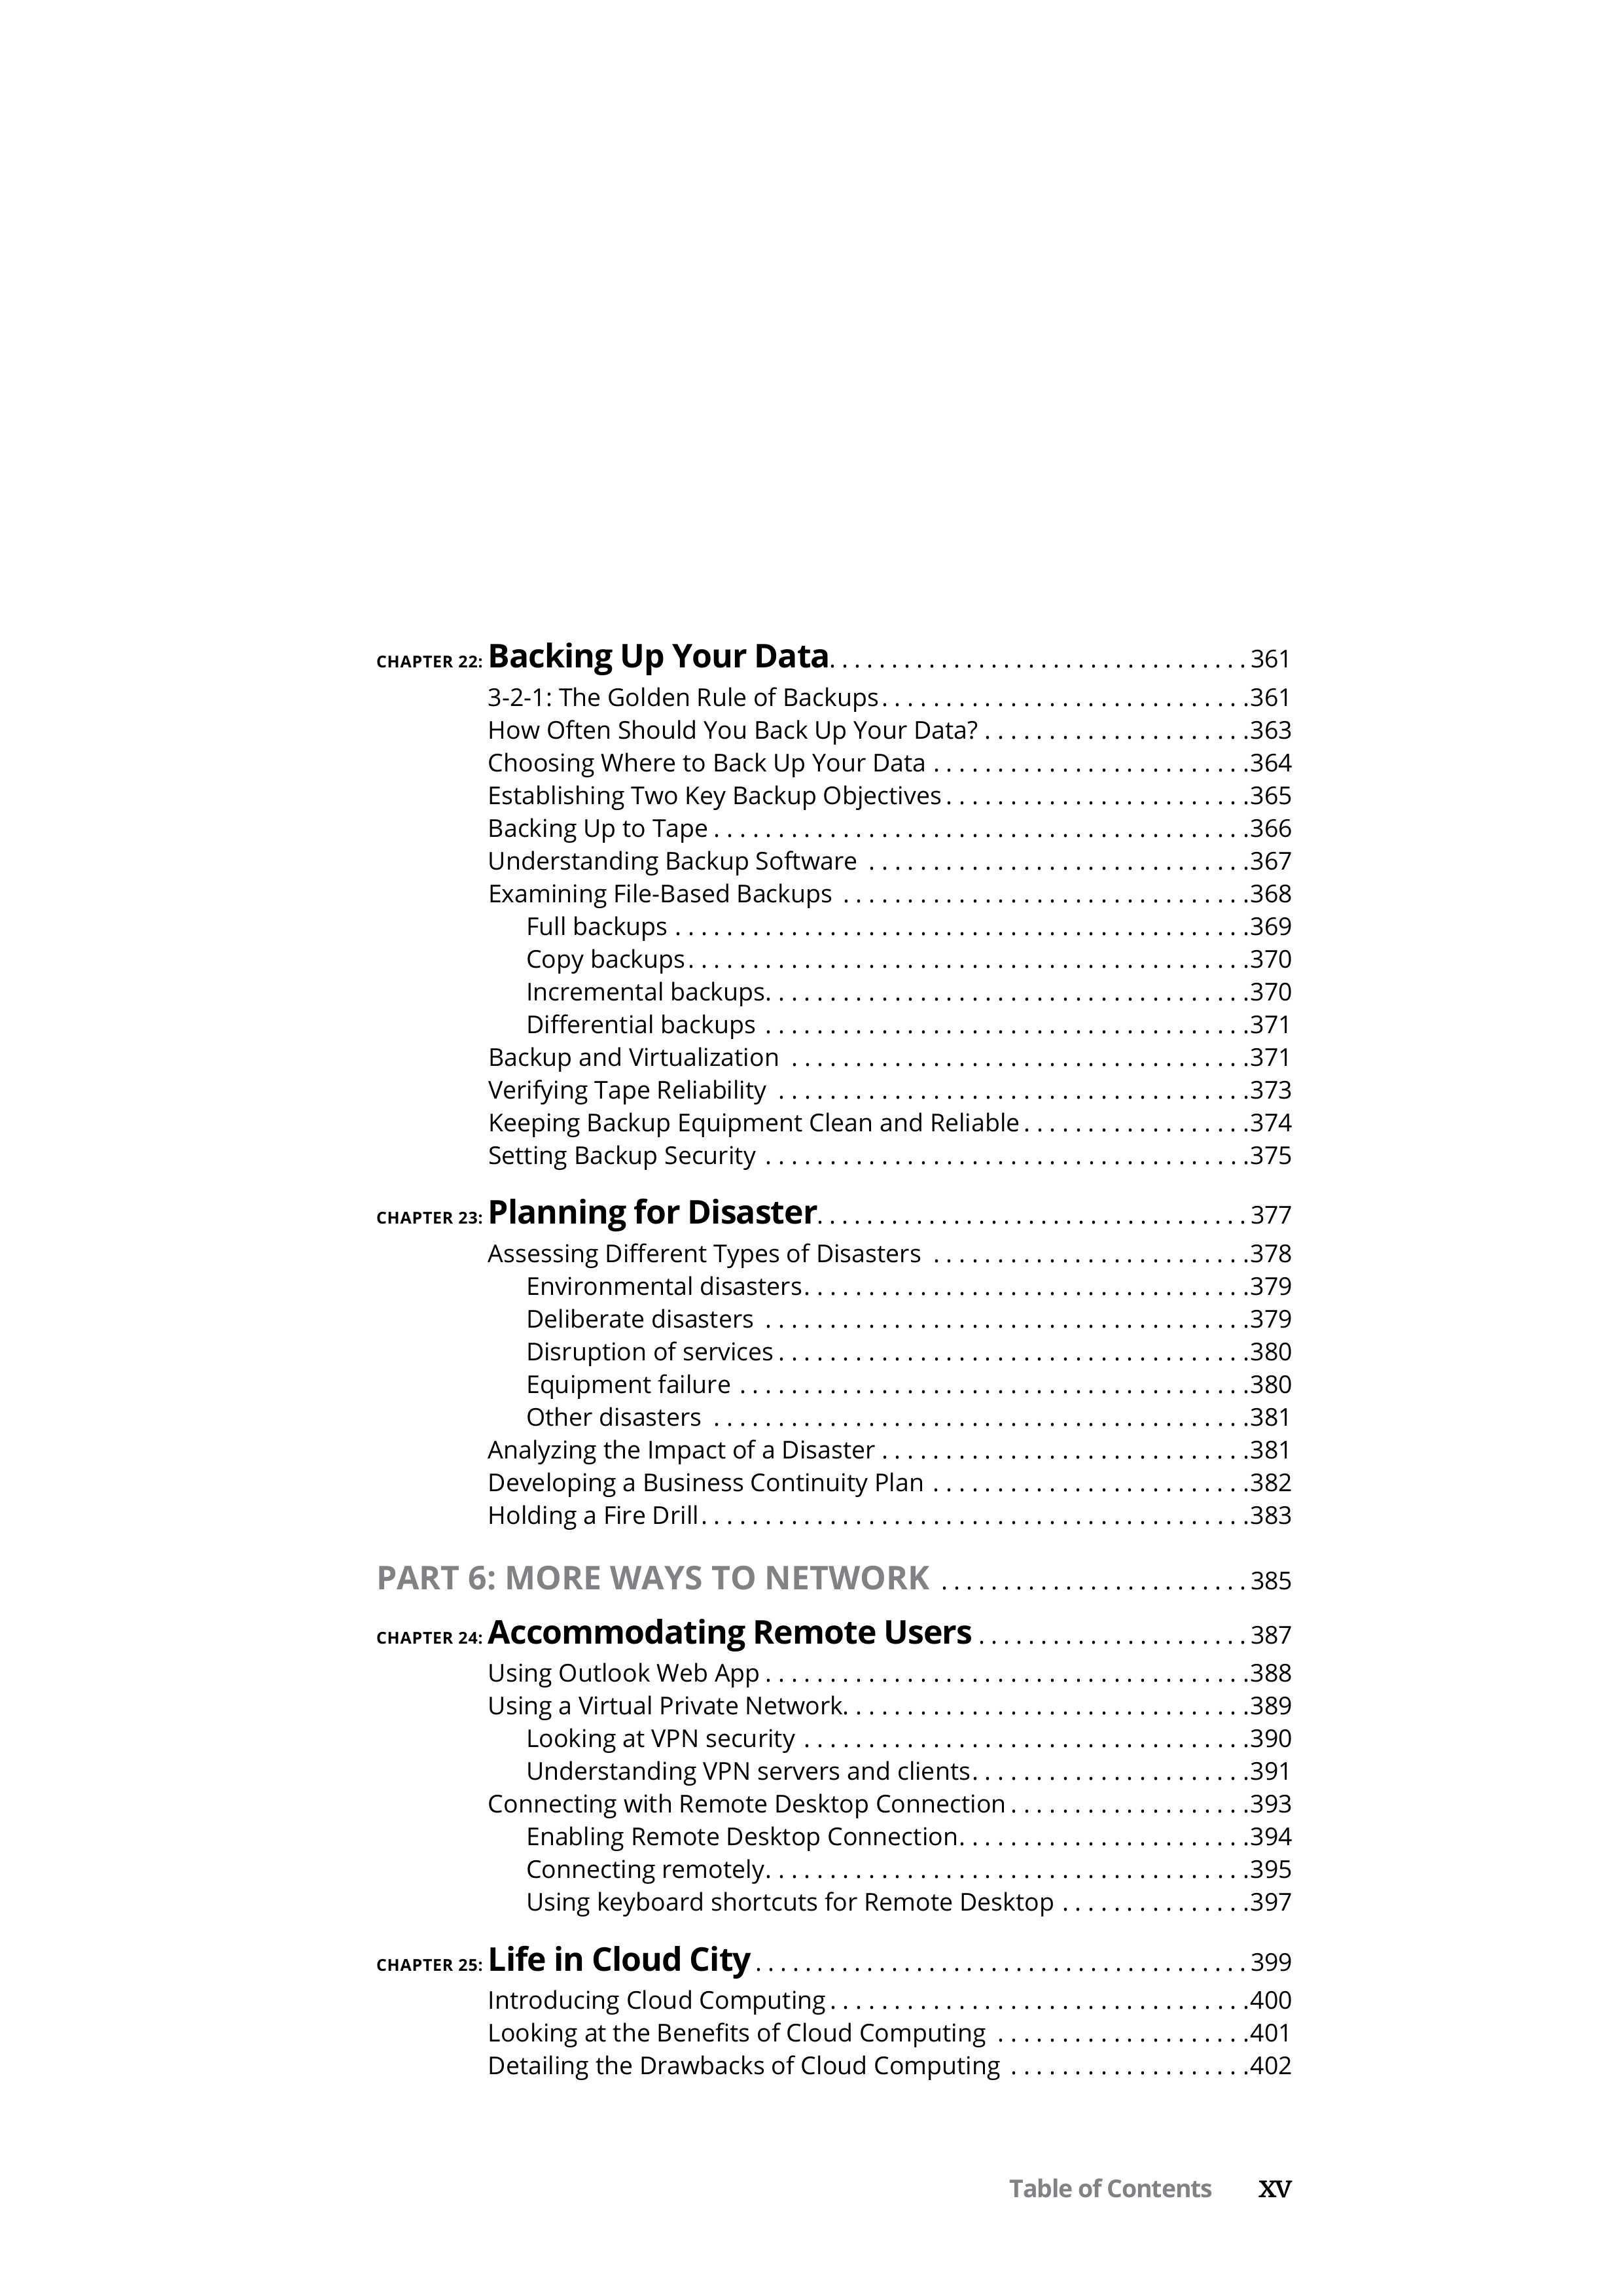 CHAPTER 22: Backing Up Your Data. . . . . . . . . . . . . . . . . . . . . . . . . . . . . . . . . . 361
3-2-1: The Golden Rule of Backups. . . . . . . . . . . . . . . . . . . . . . . . . . . . .361
How Often Should You Back Up Your Data? . . . . . . . . . . . . . . . . . . . . .363
Choosing Where to Back Up Your Data . . . . . . . . . . . . . . . . . . . . . . . . .364
Establishing Two Key Backup Objectives . . . . . . . . . . . . . . . . . . . . . . . .365
Backing Up to Tape . . . . . . . . . . . . . . . . . . . . . . . . . . . . . . . . . . . . . . . . . .366
Understanding Backup Software . . . . . . . . . . . . . . . . . . . . . . . . . . . . . .367
Examining File-Based Backups . . . . . . . . . . . . . . . . . . . . . . . . . . . . . . . .368
Full backups . . . . . . . . . . . . . . . . . . . . . . . . . . . . . . . . . . . . . . . . . . . . .369
Copy backups . . . . . . . . . . . . . . . . . . . . . . . . . . . . . . . . . . . . . . . . . . . .370
Incremental backups. . . . . . . . . . . . . . . . . . . . . . . . . . . . . . . . . . . . . .370
Differential backups . . . . . . . . . . . . . . . . . . . . . . . . . . . . . . . . . . . . . .371
Backup and Virtualization . . . . . . . . . . . . . . . . . . . . . . . . . . . . . . . . . . . .371
Verifying Tape Reliability . . . . . . . . . . . . . . . . . . . . . . . . . . . . . . . . . . . . .373
Keeping Backup Equipment Clean and Reliable . . . . . . . . . . . . . . . . . .374
Setting Backup Security . . . . . . . . . . . . . . . . . . . . . . . . . . . . . . . . . . . . . .375
CHAPTER 23: Planning for Disaster. . . . . . . . . . . . . . . . . . . . . . . . . . . . . . . . . . . 377
Assessing Different Types of Disasters . . . . . . . . . . . . . . . . . . . . . . . . .378
Environmental disasters. . . . . . . . . . . . . . . . . . . . . . . . . . . . . . . . . . .379
Deliberate disasters . . . . . . . . . . . . . . . . . . . . . . . . . . . . . . . . . . . . . .379
Disruption of services . . . . . . . . . . . . . . . . . . . . . . . . . . . . . . . . . . . . .380
Equipment failure . . . . . . . . . . . . . . . . . . . . . . . . . . . . . . . . . . . . . . . .380
Other disasters . . . . . . . . . . . . . . . . . . . . . . . . . . . . . . . . . . . . . . . . . .381
Analyzing the Impact of a Disaster . . . . . . . . . . . . . . . . . . . . . . . . . . . . .381
Developing a Business Continuity Plan . . . . . . . . . . . . . . . . . . . . . . . . .382
Holding a Fire Drill . . . . . . . . . . . . . . . . . . . . . . . . . . . . . . . . . . . . . . . . . . .383
PART 6: MORE WAYS TO NETWORK . . . . . . . . . . . . . . . . . . . . . . . . . 385
CHAPTER 24: Accommodating Remote Users . . . . . . . . . . . . . . . . . . . . . . 387
Using Outlook Web App . . . . . . . . . . . . . . . . . . . . . . . . . . . . . . . . . . . . . .388
Using a Virtual Private Network. . . . . . . . . . . . . . . . . . . . . . . . . . . . . . . .389
Looking at VPN security . . . . . . . . . . . . . . . . . . . . . . . . . . . . . . . . . . .390
Understanding VPN servers and clients. . . . . . . . . . . . . . . . . . . . . .391
Connecting with Remote Desktop Connection . . . . . . . . . . . . . . . . . . .393
Enabling Remote Desktop Connection. . . . . . . . . . . . . . . . . . . . . . .394
Connecting remotely. . . . . . . . . . . . . . . . . . . . . . . . . . . . . . . . . . . . . .395
Using keyboard shortcuts for Remote Desktop . . . . . . . . . . . . . . .397
CHAPTER 25: Life in Cloud City . . . . . . . . . . . . . . . . . . . . . . . . . . . . . . . . . . . . . . . . 399
Introducing Cloud Computing . . . . . . . . . . . . . . . . . . . . . . . . . . . . . . . . .400
Looking at the Benefits of Cloud Computing . . . . . . . . . . . . . . . . . . . .401
Detailing the Drawbacks of Cloud Computing . . . . . . . . . . . . . . . . . . .402
Table of Contents xv